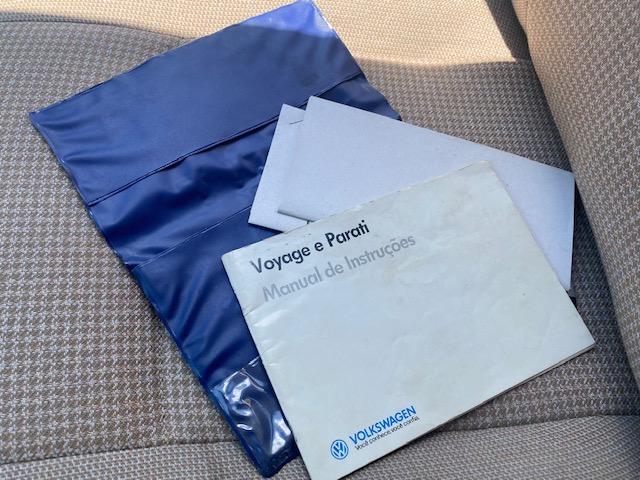 Voyage e Parati
Manual de Instruções
VOLKSWAGEN
Você conhece, você confia.